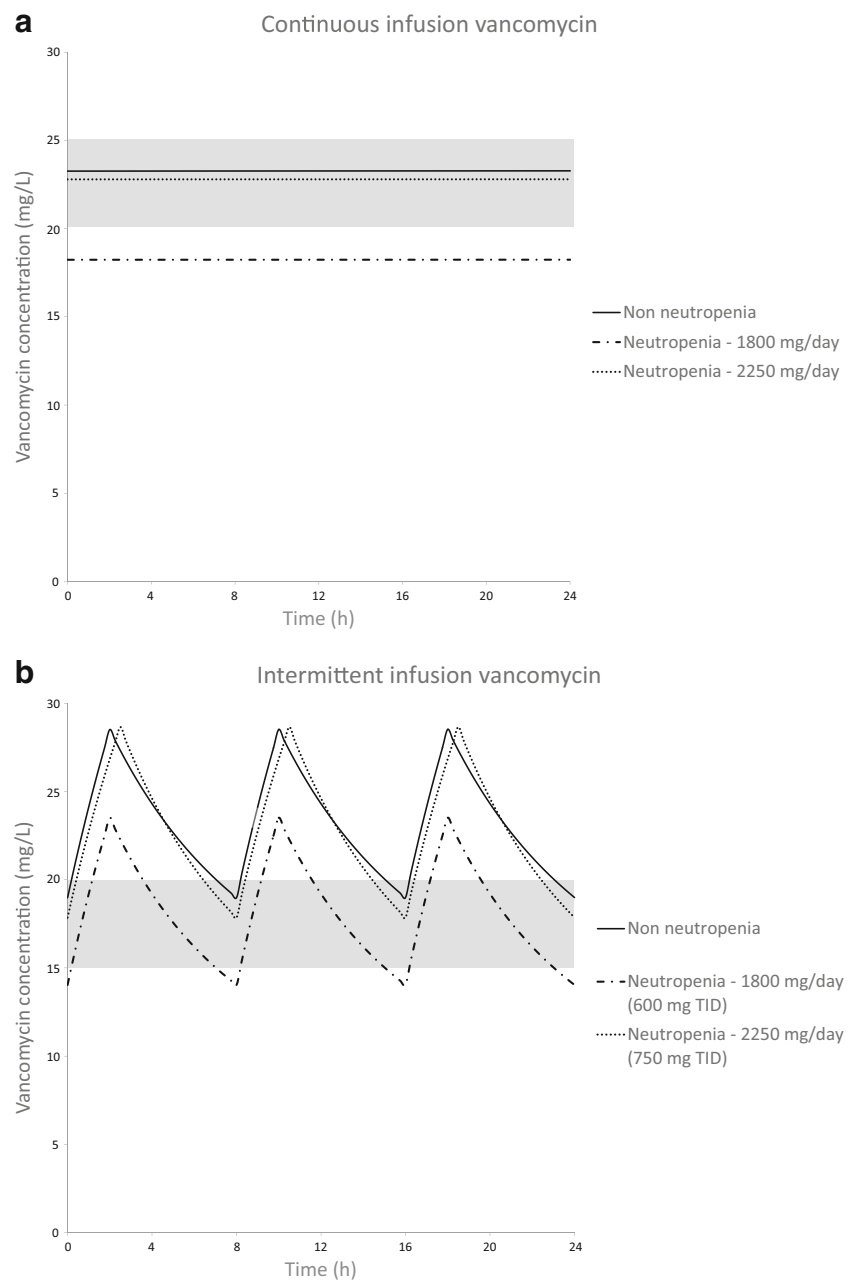 a
Continuous infusion vancomycin
30
25
20
15
10
5
0
Vancomycin concentration (mg/L)
0 4 8 12 16 20 24
Time (h)
Non neutropenia
Neutropenia - 1800 mg/day
Neutropenia - 2250 mg/day
b
Intermittent infusion vancomycin
30
25
20
15
10
5
0
Vancomycin concentration (mg/L)
0 4 8 12 16 20 24
Time (h)
Non neutropenia
Neutropenia - 1800 mg/day
(600 mg TID)
Neutropenia - 2250 mg/day
(750 mg TID)